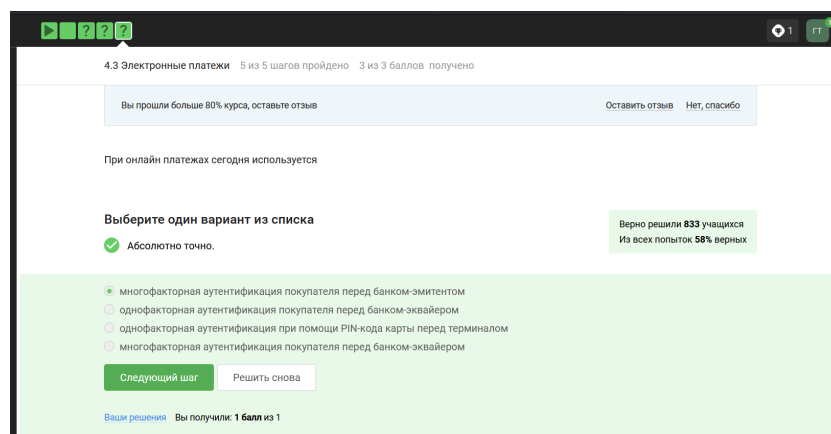 ? ? ?
1 ГТ
4.3 Электронные платежи 5 из 5 шагов пройдено 3 из 3 баллов получено
Вы прошли больше 80% курса, оставьте отзыв Оставить отзыв Нет, спасибо
При онлайн платежах сегодня используется
Выберите один вариант из списка
Верно решили 833 учащихся
Абсолютно точно.
Из всех попыток 58% верных
многофакторная аутентификация покупателя перед банком-эмитентом
однофакторная аутентификация покупателя перед банком-эквайером
однофакторная аутентификация при помощи PIN-кода карты перед терминалом
многофакторная аутентификация покупателя перед банком-эквайером
Следующий шаг Решить снова
Ваши решения Вы получили: 1 балл из 1